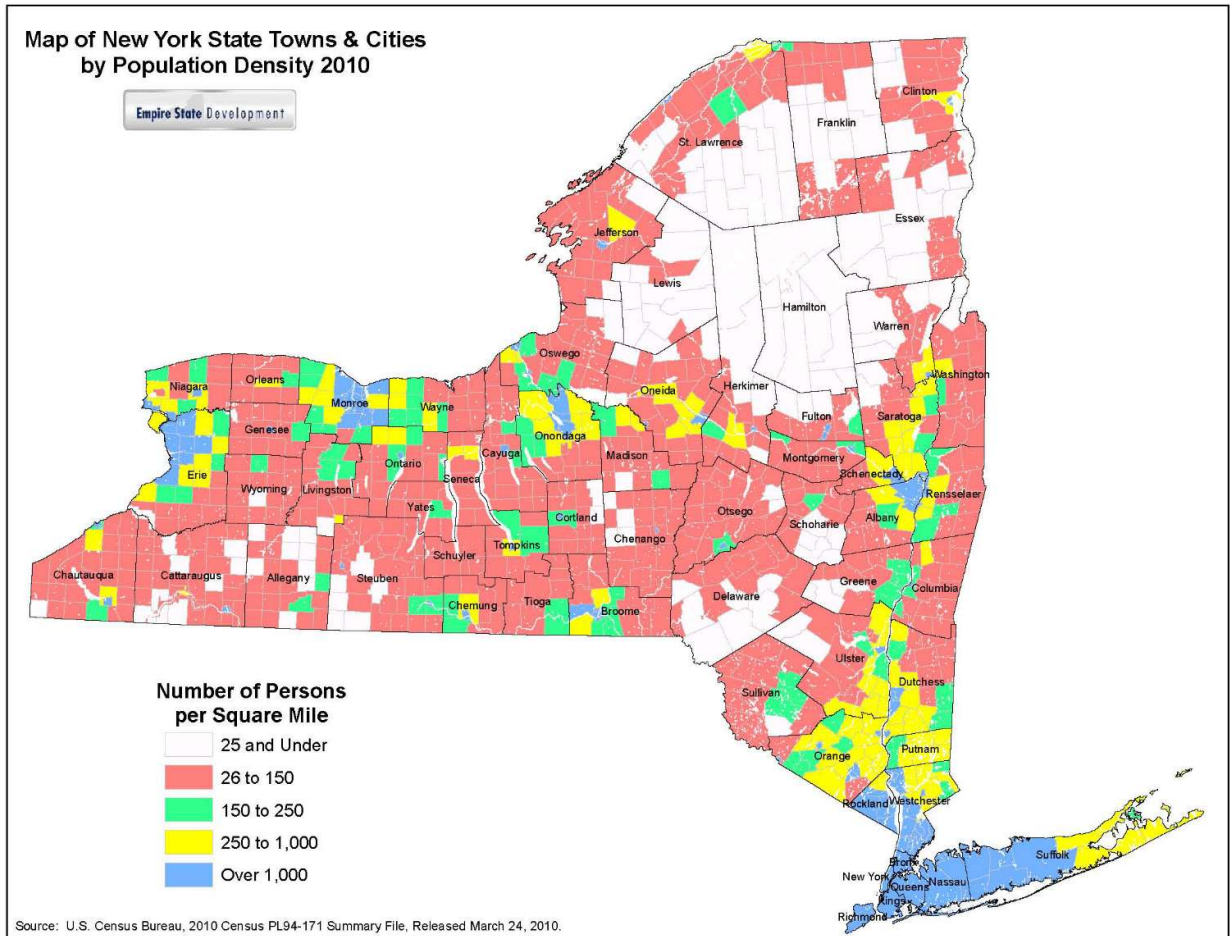 Map of New York State Towns & Cities
by Population Density 2010
Empire State Development
Clinton
Franklin
St. Lawrence
Essex
Jefferson
Lewis
Hamilton
Warren
Oswego
Washington
Niagara
Orleans
Oneida
Herkimer
Monroe
Wayne
Fulton
Saratoga
Genesee
Onondaga
Cayuga
Madison
Montgomery
Ontario
Seneca
Schenectady
Erie
Wyoming
Livingston
Rensselaer
Yates
Cortland
Otsego
Albany
Schoharie
Chenango
Tompkins
Schuyler
Chautauqua
Cattaraugus
Allegany
Steuben
Greene
Columbia
Delaware
Chemung
Tioga
Broome
Ulster
Dutchess
Sullivan
Number of Persons
per Square Mile
25 and Under
26 to 150
150 to 250
250 to 1,000
Over 1,000
Putnam
Orange
Rockland
Westchester
Suffolk
Bronx
New York
Queens
Nassau
Kings
Richmond
Source: U.S. Census Bureau, 2010 Census PL94-171 Summary File, Released March 24, 2010.